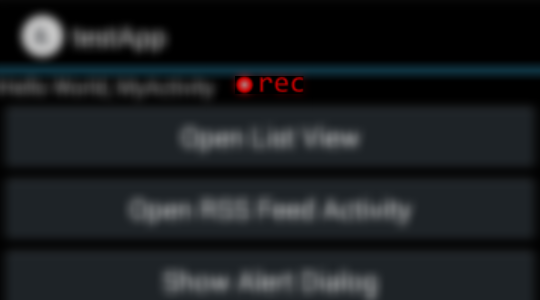 testApp
Hello World, MyActivity
rec
Open List View
Open RSS Feed Activity
Show Alert Dialog